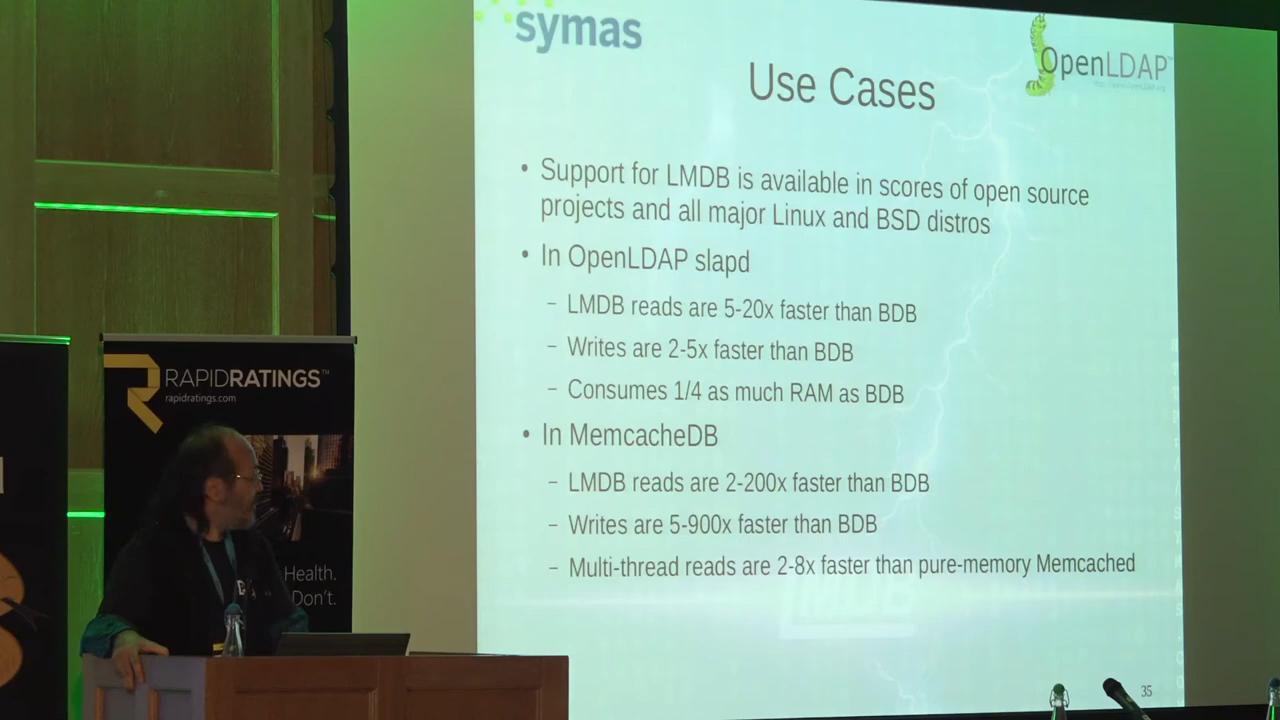 symas
OpenLDAP
Use Cases
• Support for LMDB is available in scores of open source
projects and all major Linux and BSD distros
• In OpenLDAP slapd
– LMDB reads are 5-20x faster than BDB
– Writes are 2-5x faster than BDB
– Consumes 1/4 as much RAM as BDB
• In MemcacheDB
– LMDB reads are 2-200x faster than BDB
– Writes are 5-900x faster than BDB
– Multi-thread reads are 2-8x faster than pure-memory Memcached
LMDB
35
RAPIDRATINGS™
rapidratings.com
Health.
Don't.